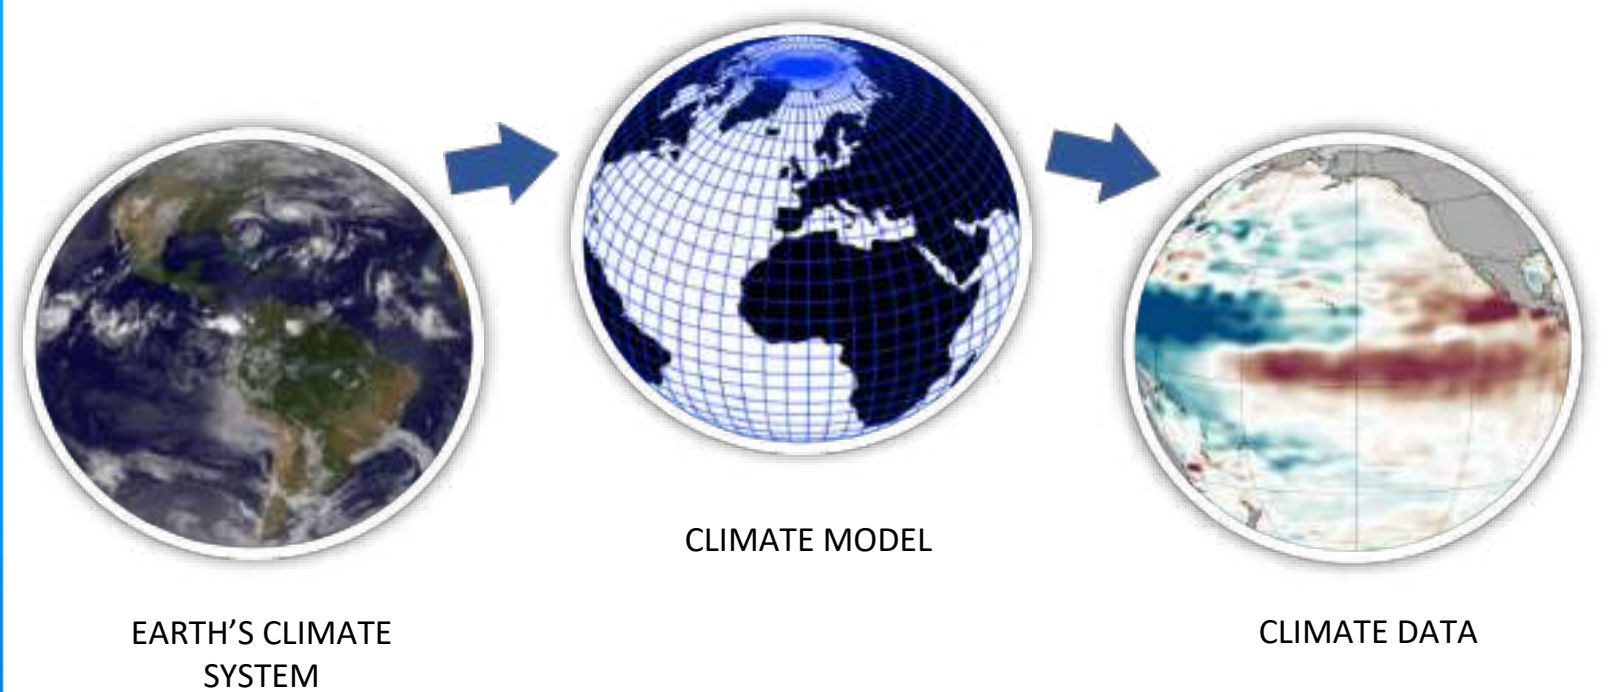 EARTH’S CLIMATE
SYSTEM
CLIMATE MODEL
CLIMATE DATA